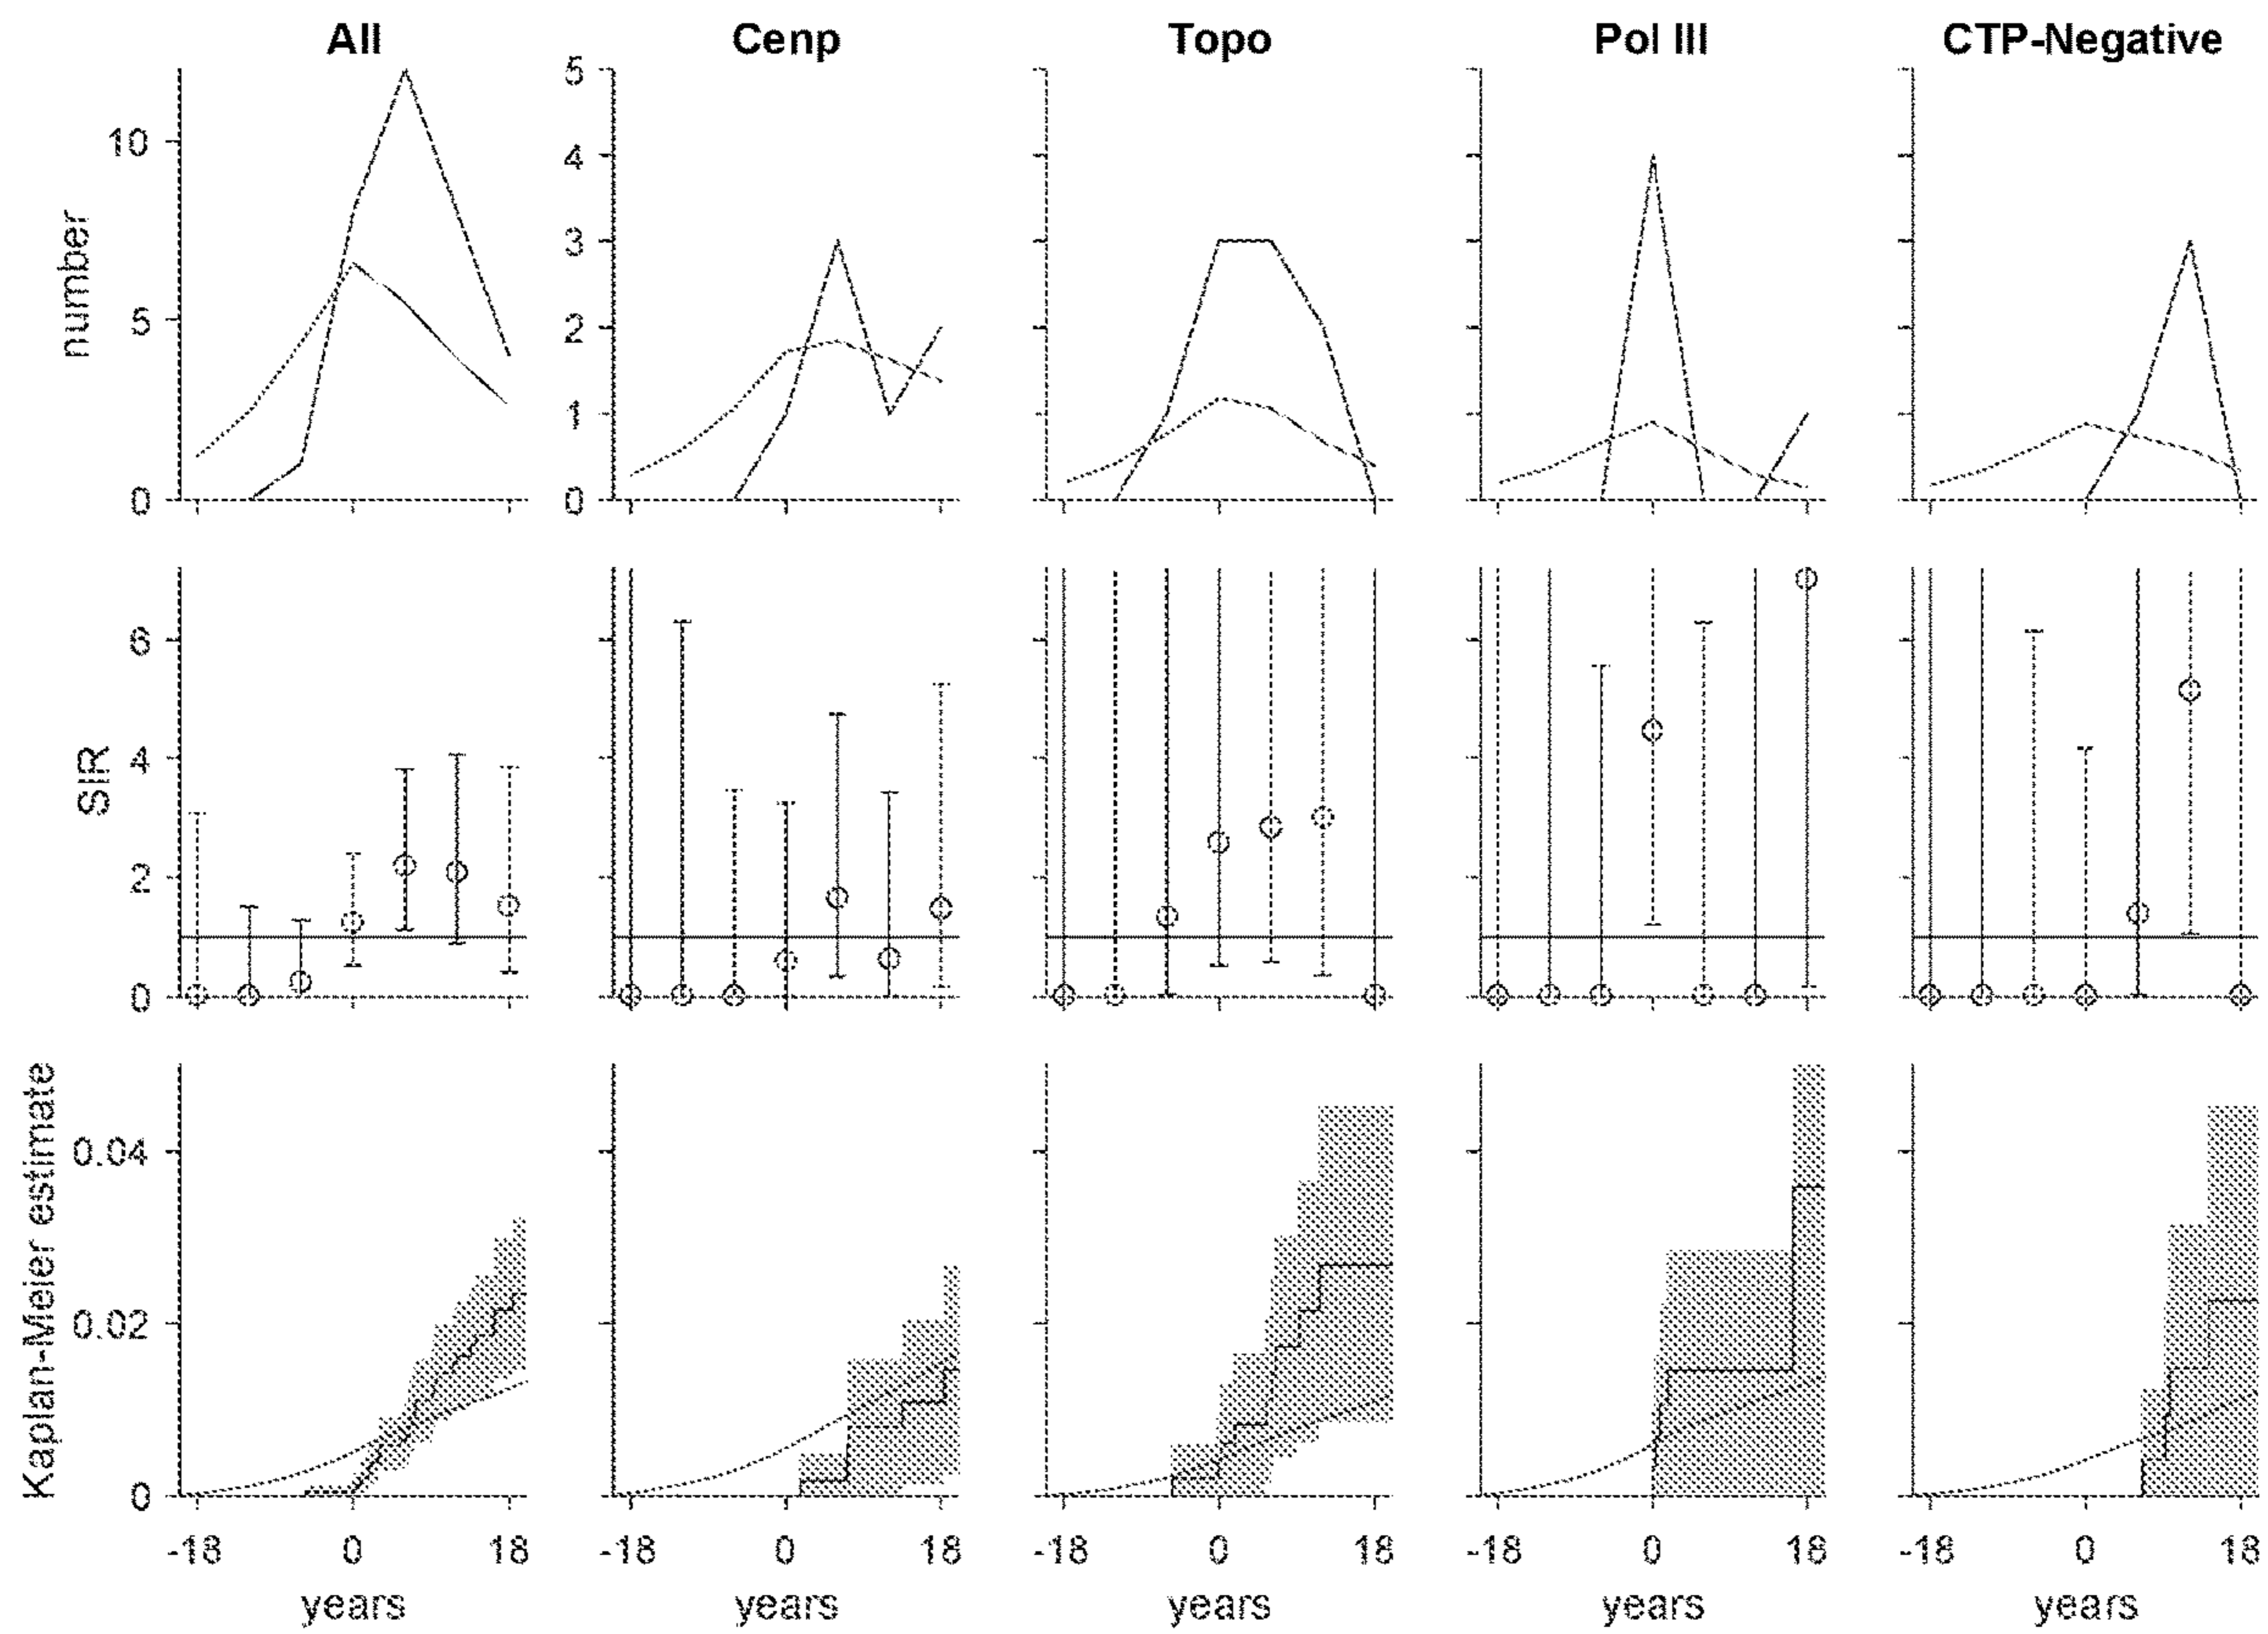 All Cenp Topo Pol III CTP-Negative
number
10
5
0
5
4
3
2
1
0
SIR
6
4
2
0
Kaplan-Meier estimate
0.04
0.02
0
-18 0 18 -18 0 18 -18 0 18 -18 0 18 -18 0 18
years years years years years